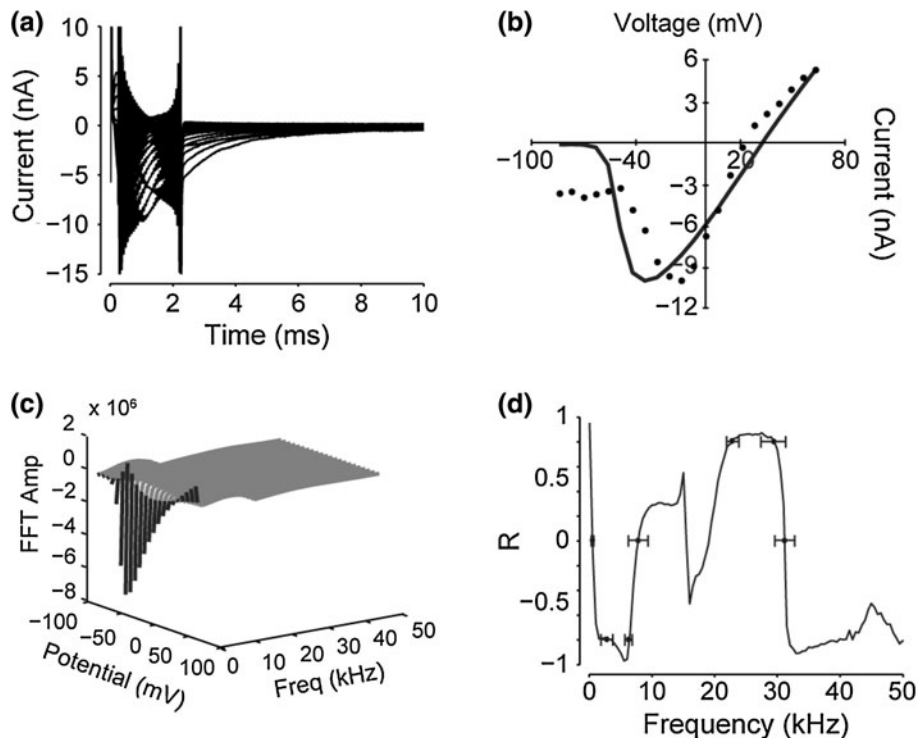 (a)
Current (nA)
10
5
0
−5
−10
−15
0 2 4 6 8 10
Time (ms)
(b)
Voltage (mV)
6
3
−100 −40 20 80
−3
−6
−9
−12
Current (nA)
(c)
x 10⁶
2
0
−2
−4
−6
−8
FFT Amp
−100
−50
0
50
100
Potential (mV)
0 10 20 30 40 50
Freq (kHz)
(d)
R
1
0
−0.5
−1
0 10 20 30 40 50
Frequency (kHz)